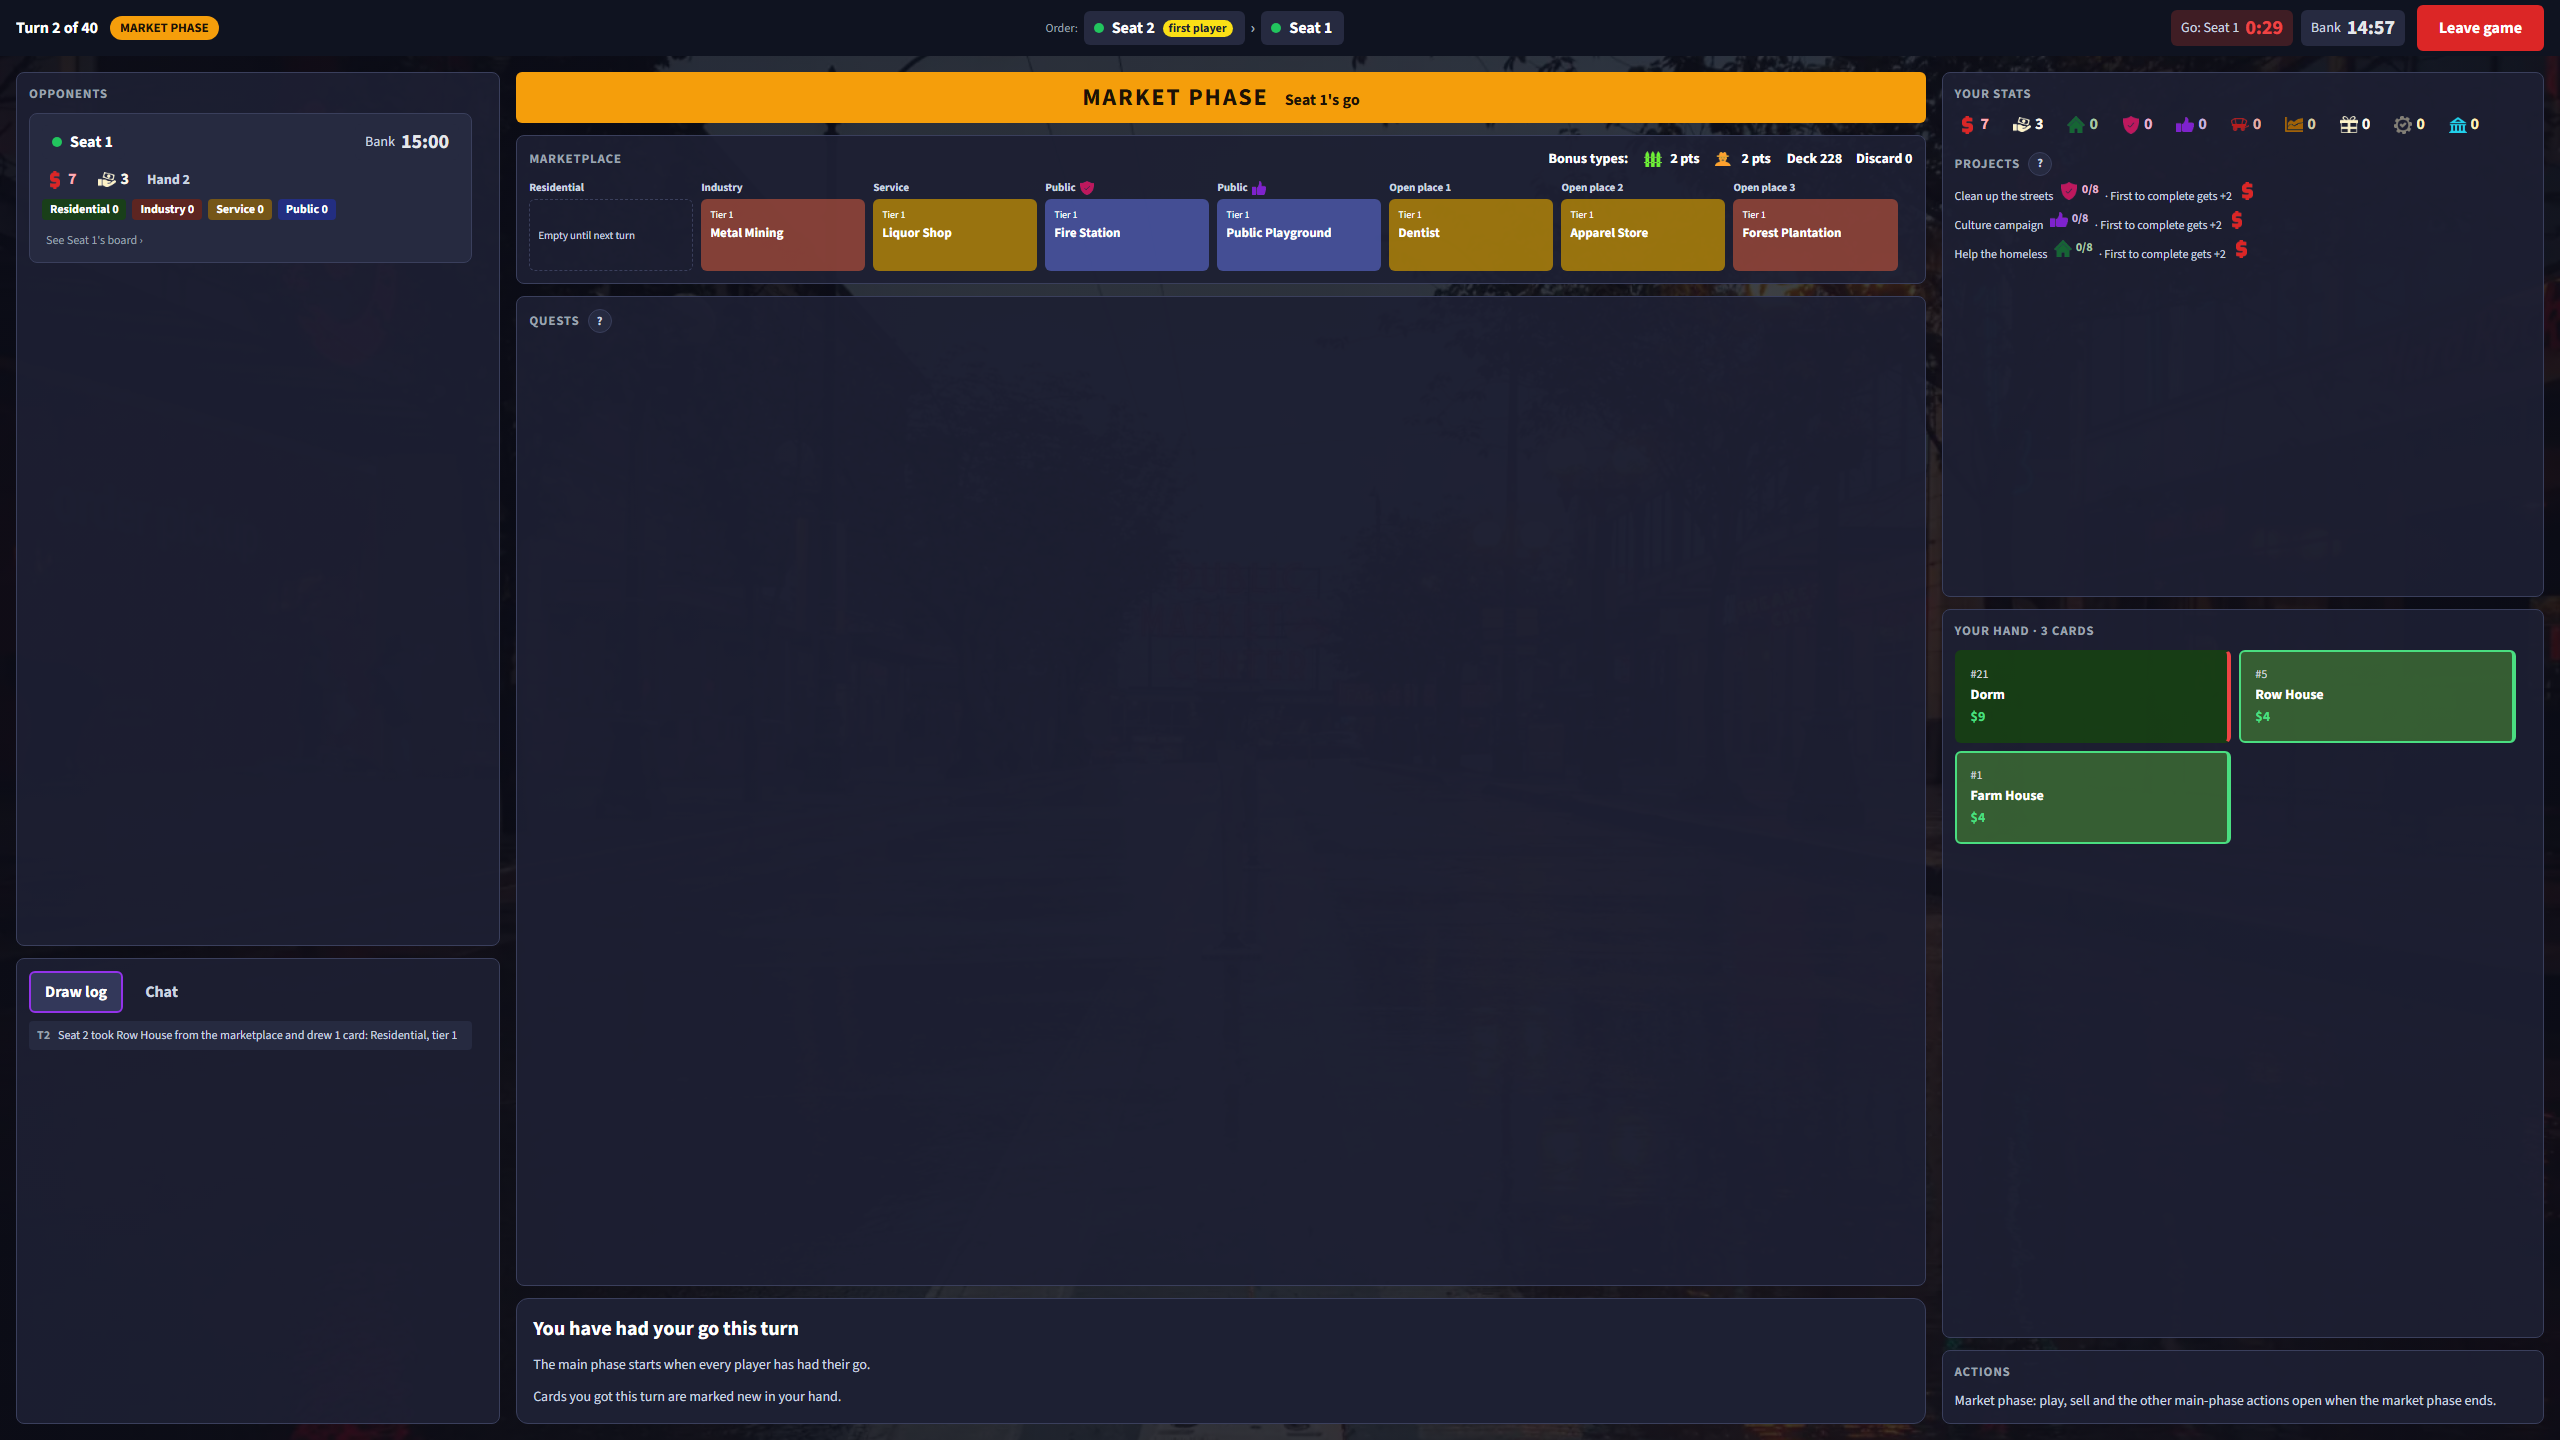 Turn 2 of 40 MARKET PHASE
Order: Seat 2 first player › Seat 1
Go: Seat 1 0:29 Bank 14:57 Leave game
OPPONENTS
Seat 1 Bank 15:00
$ 7 3 Hand 2
Residential 0 Industry 0 Service 0 Public 0
See Seat 1's board ›
Draw log Chat
T2 Seat 2 took Row House from the marketplace and drew 1 card: Residential, tier 1
MARKET PHASE Seat 1's go
MARKETPLACE Bonus types: 2 pts 2 pts Deck 228 Discard 0
Residential Industry Service Public Public Open place 1 Open place 2 Open place 3
Tier 1 Tier 1 Tier 1 Tier 1 Tier 1 Tier 1 Tier 1
Empty until next turn Metal Mining Liquor Shop Fire Station Public Playground Dentist Apparel Store Forest Plantation
QUESTS ?
You have had your go this turn
The main phase starts when every player has had their go.
Cards you got this turn are marked new in your hand.
YOUR STATS
$ 7 3 0 0 0 0 0 0 0 0
PROJECTS ?
Clean up the streets 0/8 · First to complete gets +2 $
Culture campaign 0/8 · First to complete gets +2 $
Help the homeless 0/8 · First to complete gets +2 $
YOUR HAND · 3 CARDS
#21
Dorm
$9
#5
Row House
$4
#1
Farm House
$4
ACTIONS
Market phase: play, sell and the other main-phase actions open when the market phase ends.